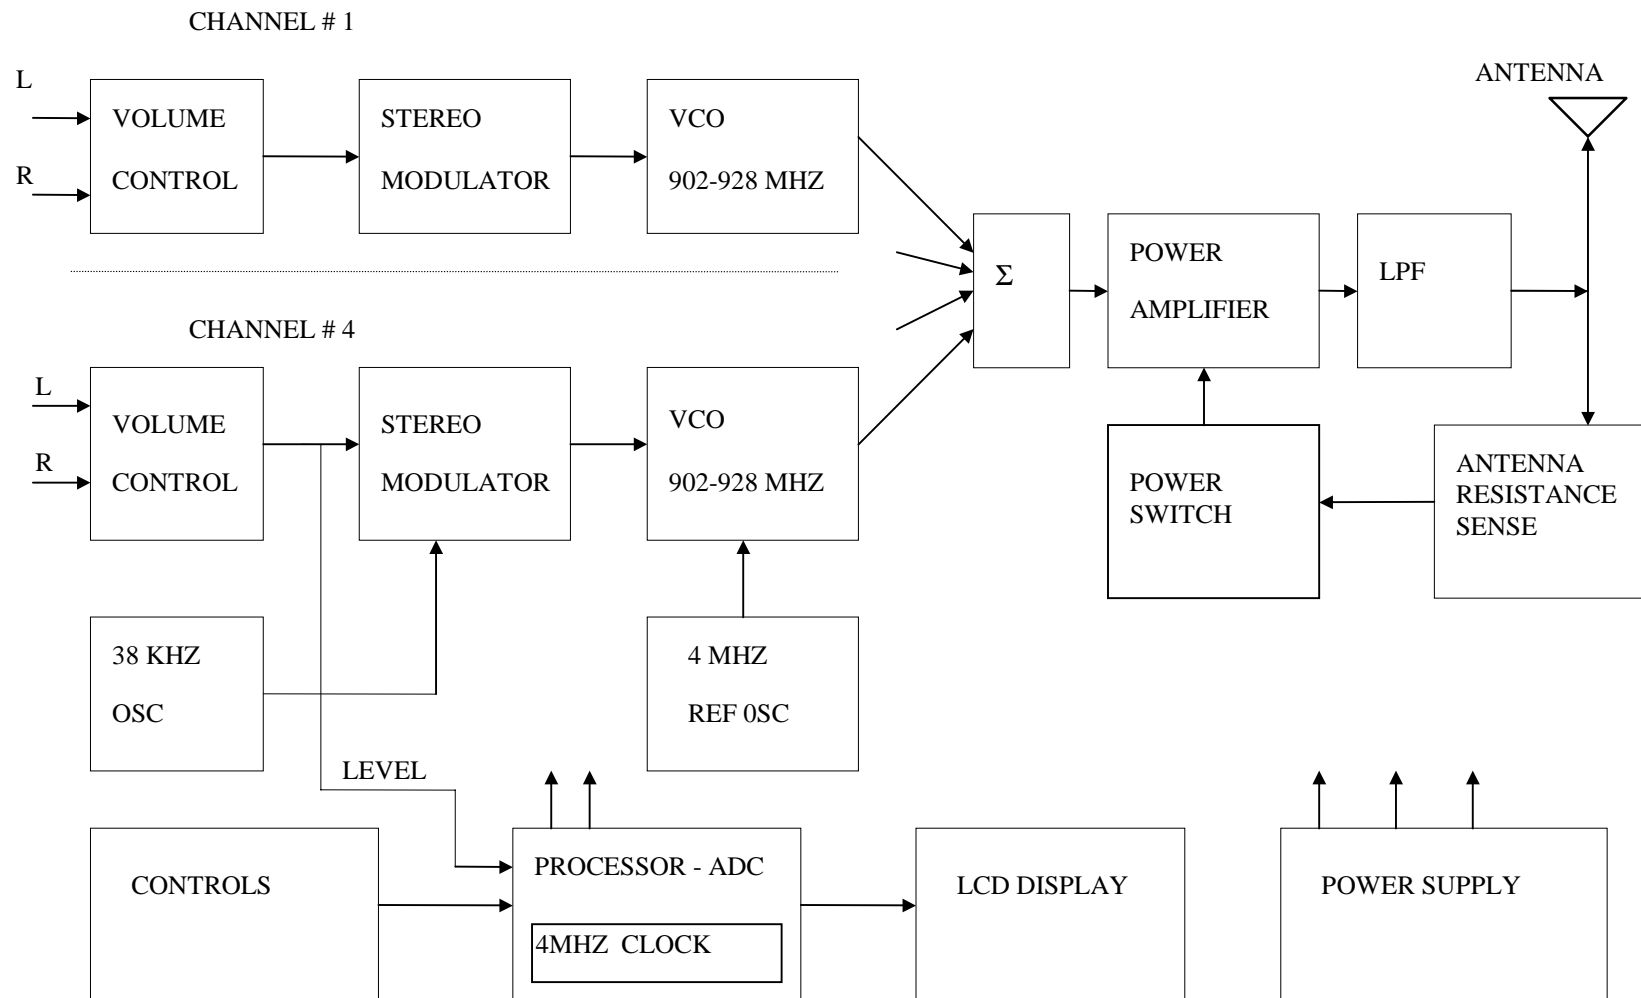 CHANNEL # 1
L
R
VOLUME
CONTROL
STEREO
MODULATOR
VCO
902-928 MHZ
ANTENNA
Σ
POWER
AMPLIFIER
LPF
CHANNEL # 4
L
R
VOLUME
CONTROL
STEREO
MODULATOR
VCO
902-928 MHZ
POWER
SWITCH
ANTENNA
RESISTANCE
SENSE
38 KHZ
OSC
4 MHZ
REF 0SC
LEVEL
CONTROLS
PROCESSOR - ADC
4MHZ CLOCK
LCD DISPLAY
POWER SUPPLY